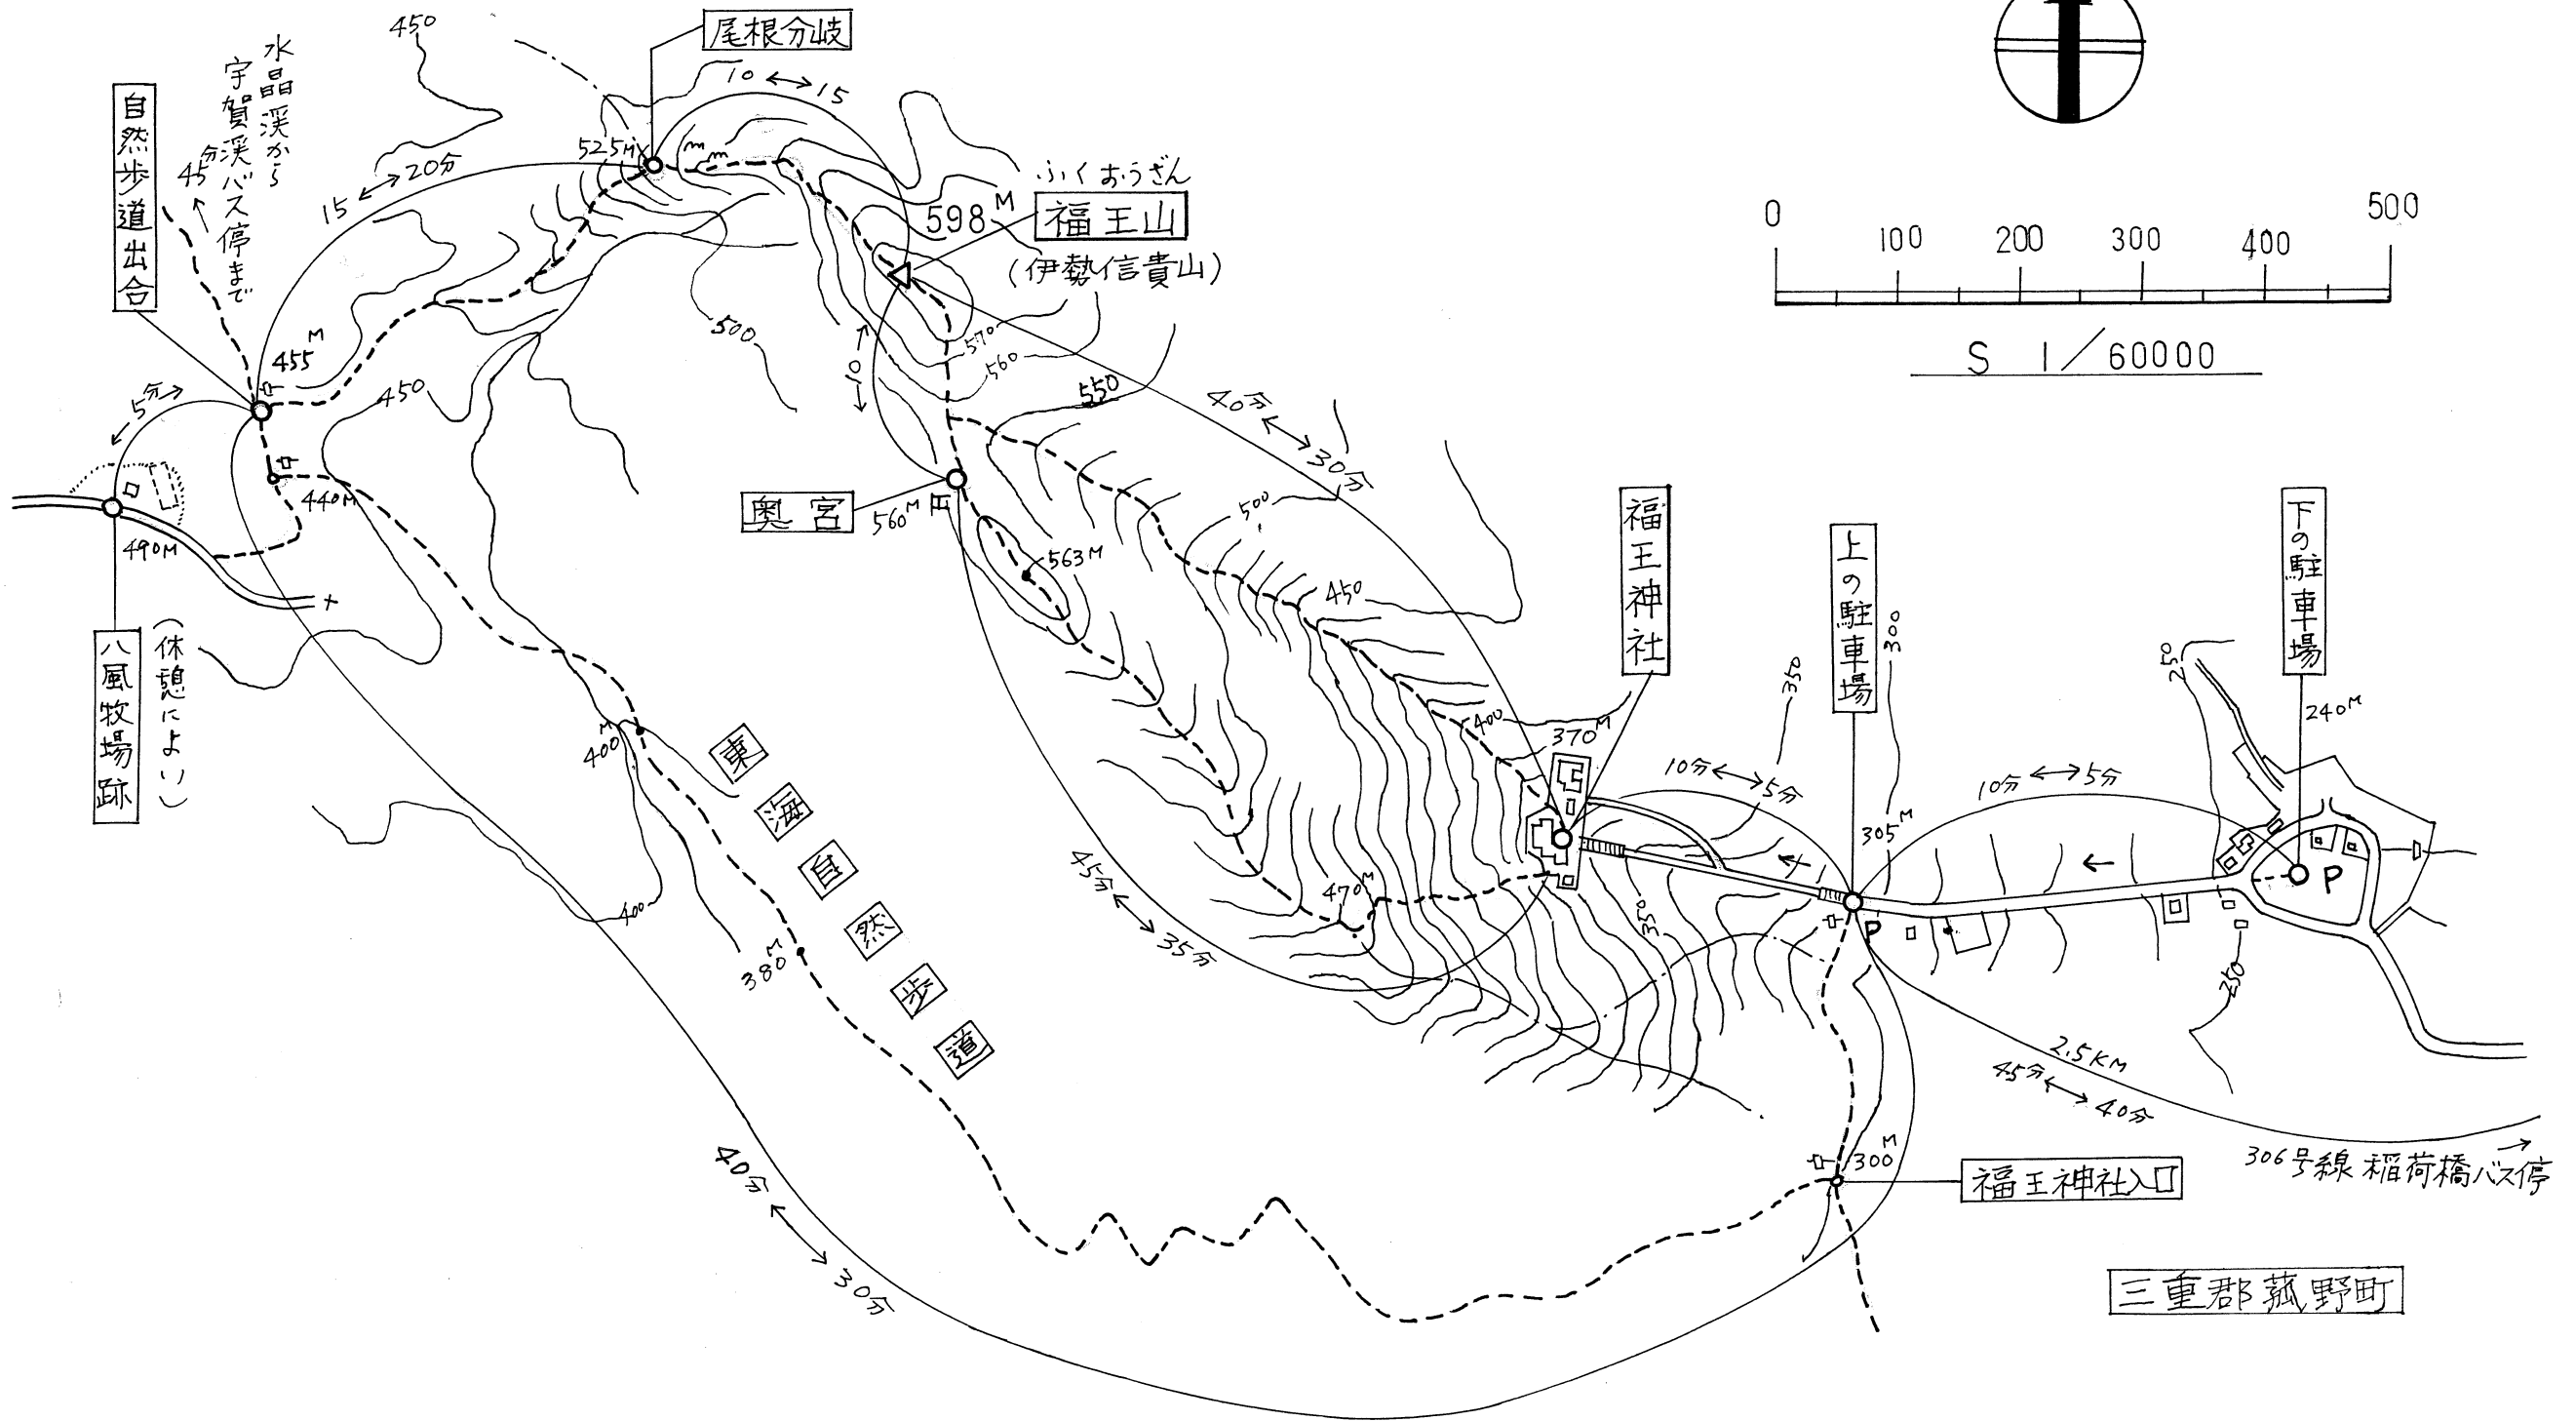 450
尾根分岐
水晶渓から
宇賀渓バス停まで
45分
自然歩道出合
10 ↔ 15
525M
15 ↔ 20分
ふくおうざん
598M
福王山
(伊勢信貴山)
0
100
200
300
400
500
S 1/60000
455M
5分
450
500
10
570
560
550
40分 ↔ 30分
440M
490M
奥宮
560M
563M
500
450
福王神社
上の駐車場
下の駐車場
八風牧場跡
(休憩によい)
400M
東海自然歩道
400
370M
350
300
250
240M
10分 ↔ 5分
10分 ↔ 5分
305M
P
P
400
380M
45分 ↔ 35分
470M
350
250
2.5KM
45分 ↔ 40分
306号線 稲荷橋バス停
300M
福王神社入口
40分 ↔ 30分
三重郡菰野町